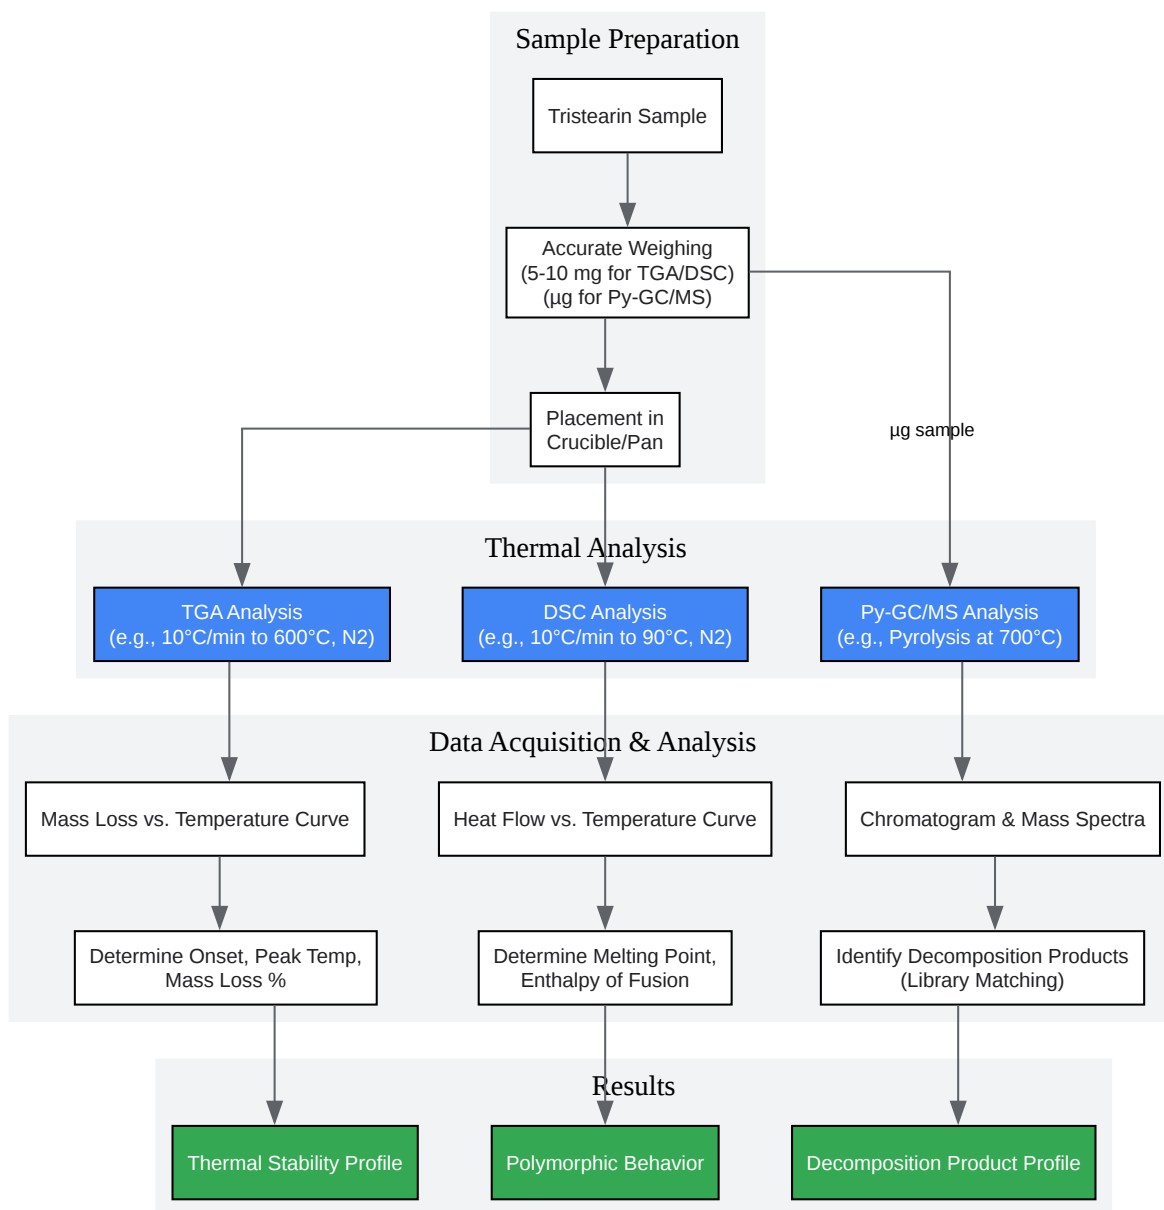 Sample Preparation
Tristearin Sample
Accurate Weighing
(5-10 mg for TGA/DSC)
(µg for Py-GC/MS)
Placement in
Crucible/Pan
µg sample
Thermal Analysis
TGA Analysis
(e.g., 10°C/min to 600°C, N2)
DSC Analysis
(e.g., 10°C/min to 90°C, N2)
Py-GC/MS Analysis
(e.g., Pyrolysis at 700°C)
Data Acquisition & Analysis
Mass Loss vs. Temperature Curve
Heat Flow vs. Temperature Curve
Chromatogram & Mass Spectra
Determine Onset, Peak Temp,
Mass Loss %
Determine Melting Point,
Enthalpy of Fusion
Identify Decomposition Products
(Library Matching)
Results
Thermal Stability Profile
Polymorphic Behavior
Decomposition Product Profile